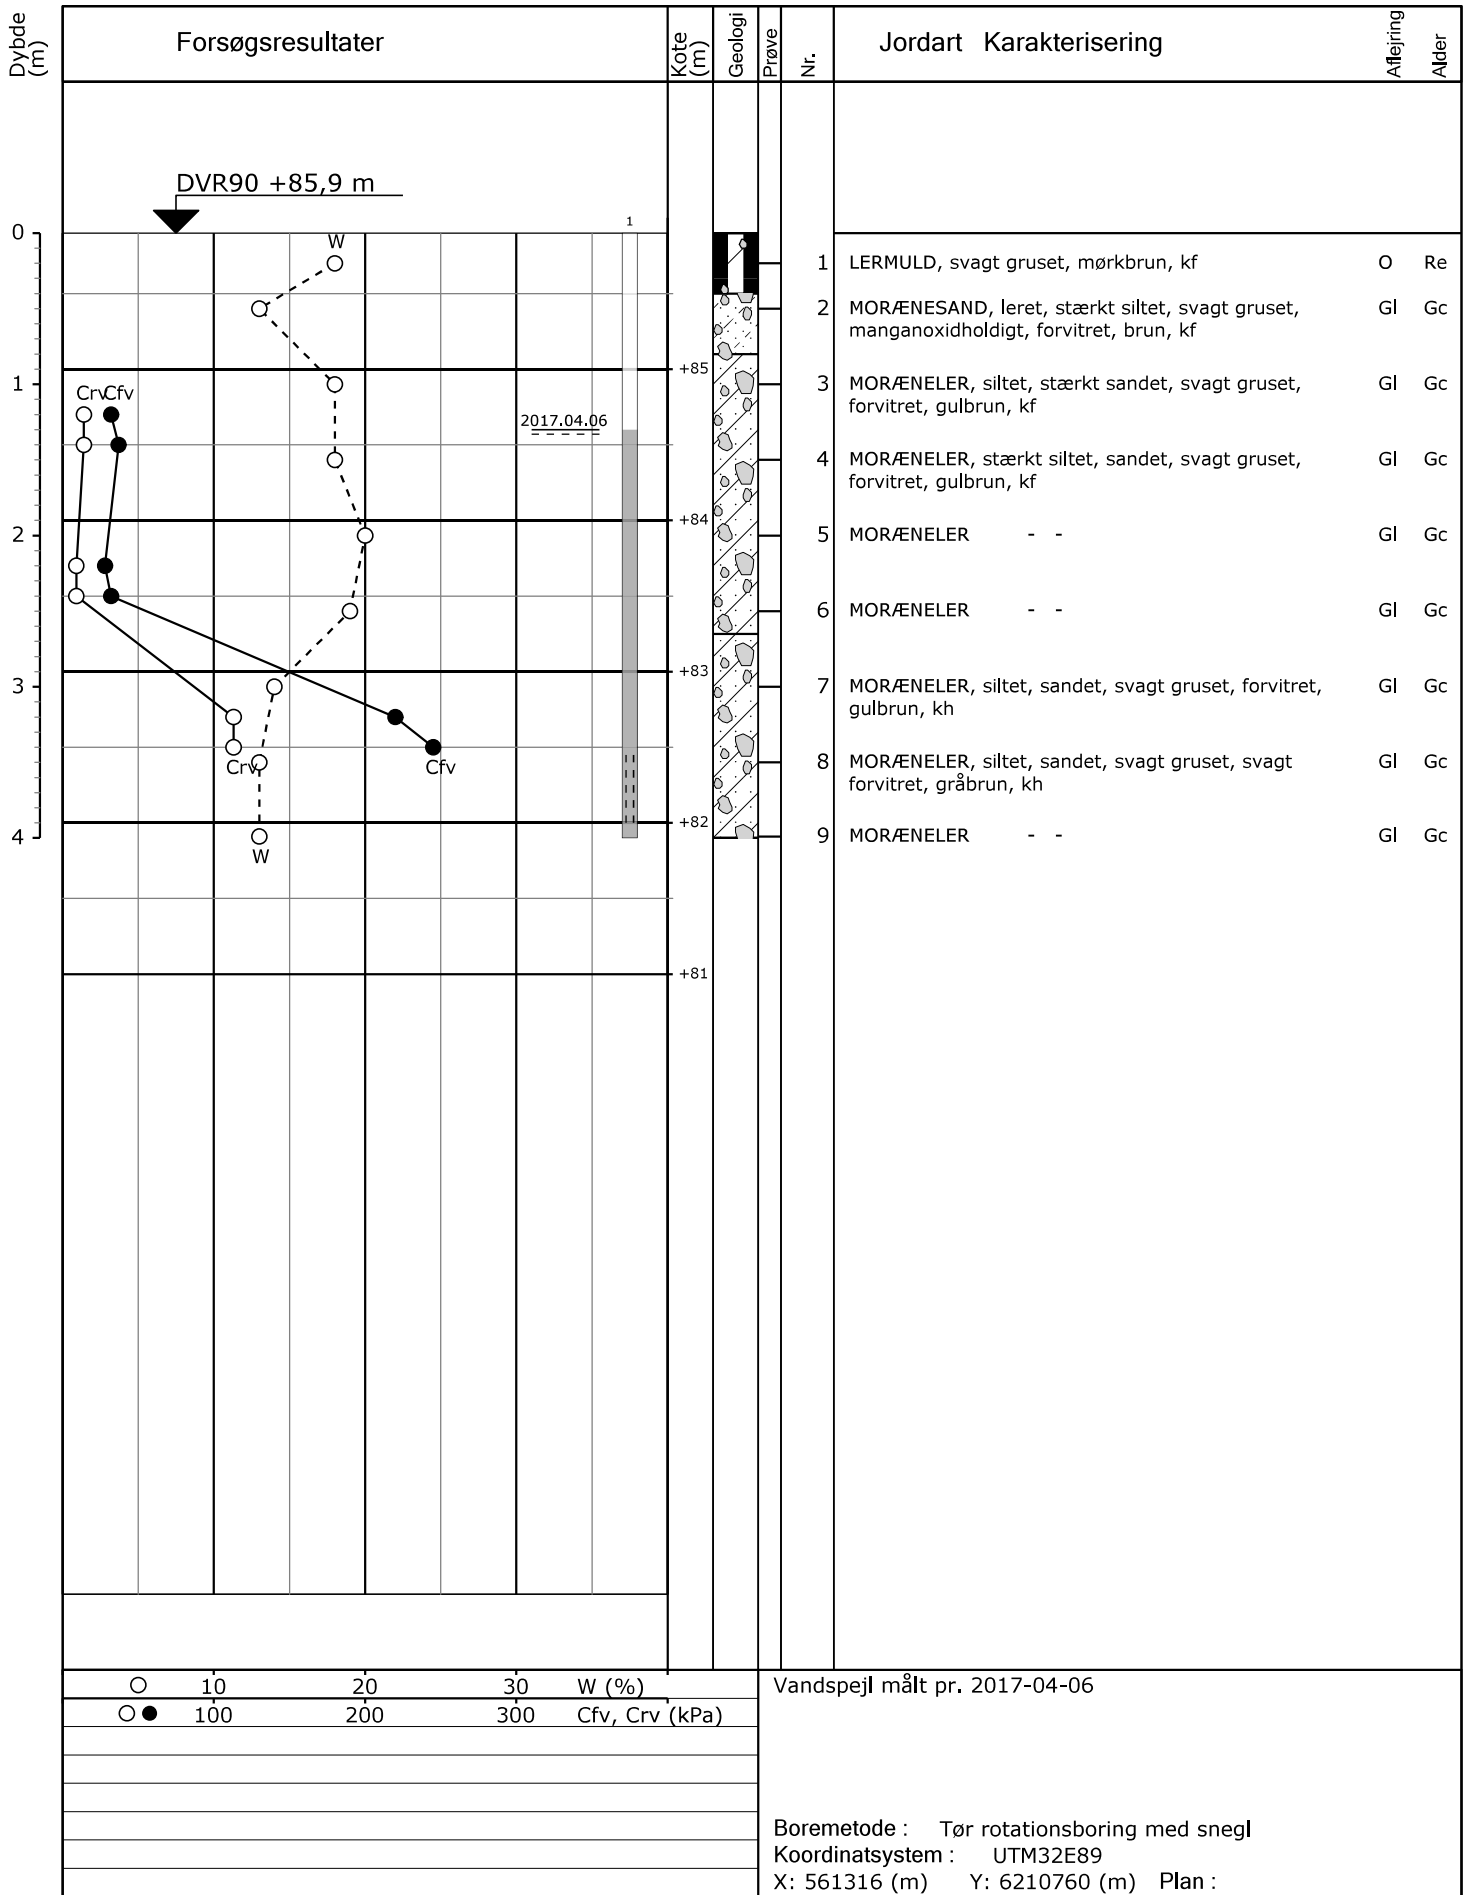 Dybde
(m)
Forsøgsresultater
Kote
(m)
Geologi
Prøve
Nr.
Jordart Karakterisering
Aflejring
Alder
DVR90 +85,9 m
1
0
W
1 LERMULD, svagt gruset, mørkbrun, kf O Re
2 MORÆNESAND, leret, stærkt siltet, svagt gruset, Gl Gc
manganoxidholdigt, forvitret, brun, kf
+85
1
3 MORÆNELER, siltet, stærkt sandet, svagt gruset, Gl Gc
forvitret, gulbrun, kf
Crv Cfv
2017.04.06
4 MORÆNELER, stærkt siltet, sandet, svagt gruset, Gl Gc
forvitret, gulbrun, kf
+84
2
5 MORÆNELER - - Gl Gc
6 MORÆNELER - - Gl Gc
+83
3
7 MORÆNELER, siltet, sandet, svagt gruset, forvitret, Gl Gc
gulbrun, kh
Crv Cfv
8 MORÆNELER, siltet, sandet, svagt gruset, svagt Gl Gc
forvitret, gråbrun, kh
+82
4
9 MORÆNELER - - Gl Gc
W
+81
10 20 30 W (%)
100 200 300 Cfv, Crv (kPa)
Vandspejl målt pr. 2017-04-06
Boremetode : Tør rotationsboring med snegl
Koordinatsystem : UTM32E89
X: 561316 (m) Y: 6210760 (m) Plan :